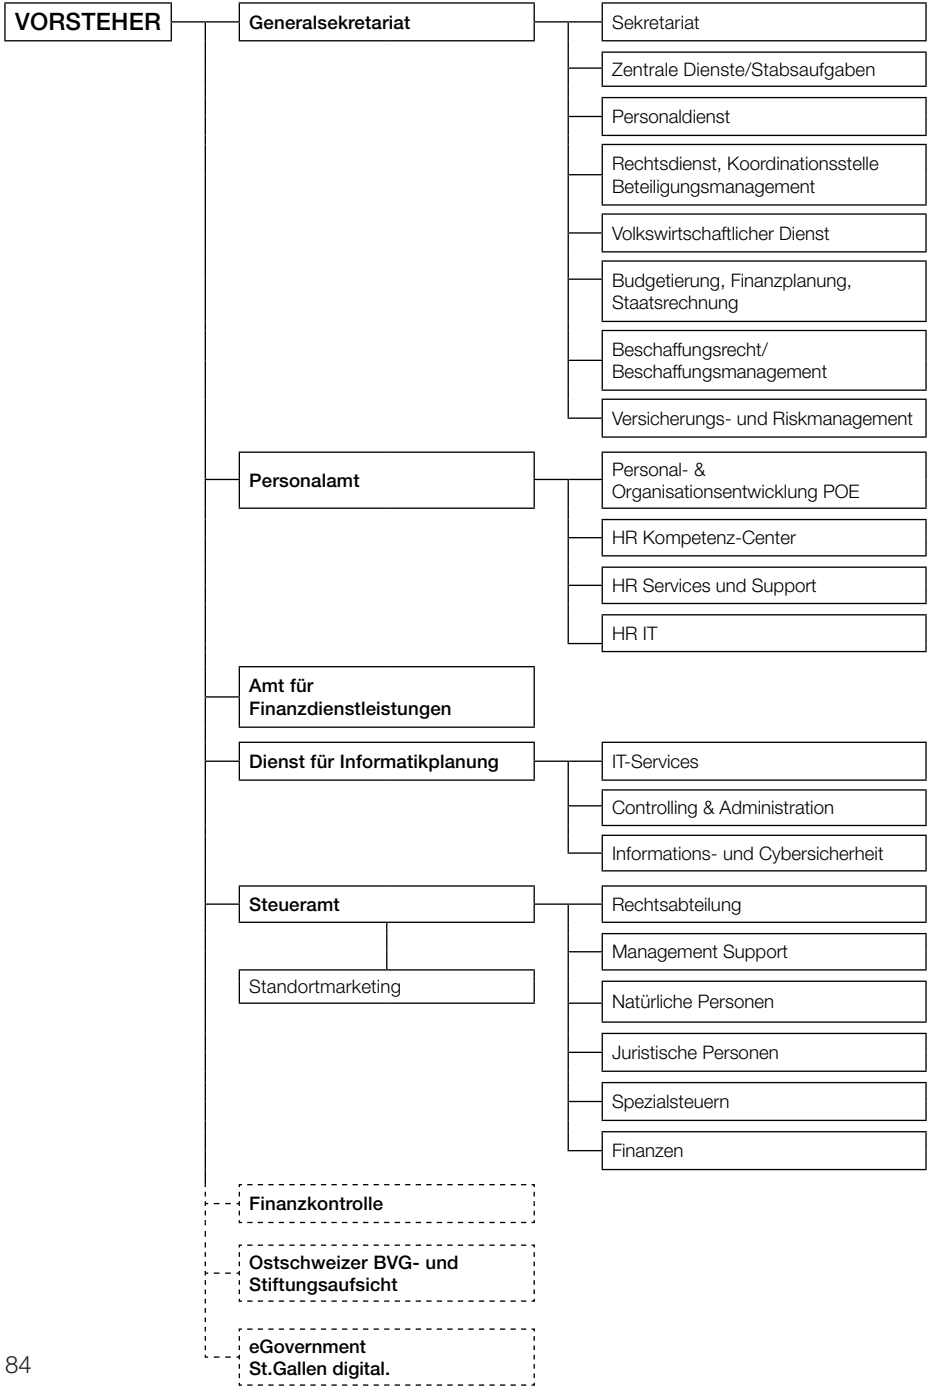 VORSTEHER
Generalsekretariat
Sekretariat
Zentrale Dienste/Stabsaufgaben
Personaldienst
Rechtsdienst, Koordinationsstelle
Beteiligungsmanagement
Volkswirtschaftlicher Dienst
Budgetierung, Finanzplanung,
Staatsrechnung
Beschaffungsrecht/
Beschaffungsmanagement
Versicherungs- und Riskmanagement
Personalamt
Personal- &
Organisationsentwicklung POE
HR Kompetenz-Center
HR Services und Support
HR IT
Amt für
Finanzdienstleistungen
Dienst für Informatikplanung
IT-Services
Controlling & Administration
Informations- und Cybersicherheit
Steueramt
Standortmarketing
Rechtsabteilung
Management Support
Natürliche Personen
Juristische Personen
Spezialsteuern
Finanzen
Finanzkontrolle
Ostschweizer BVG- und
Stiftungsaufsicht
eGovernment
St.Gallen digital.
84